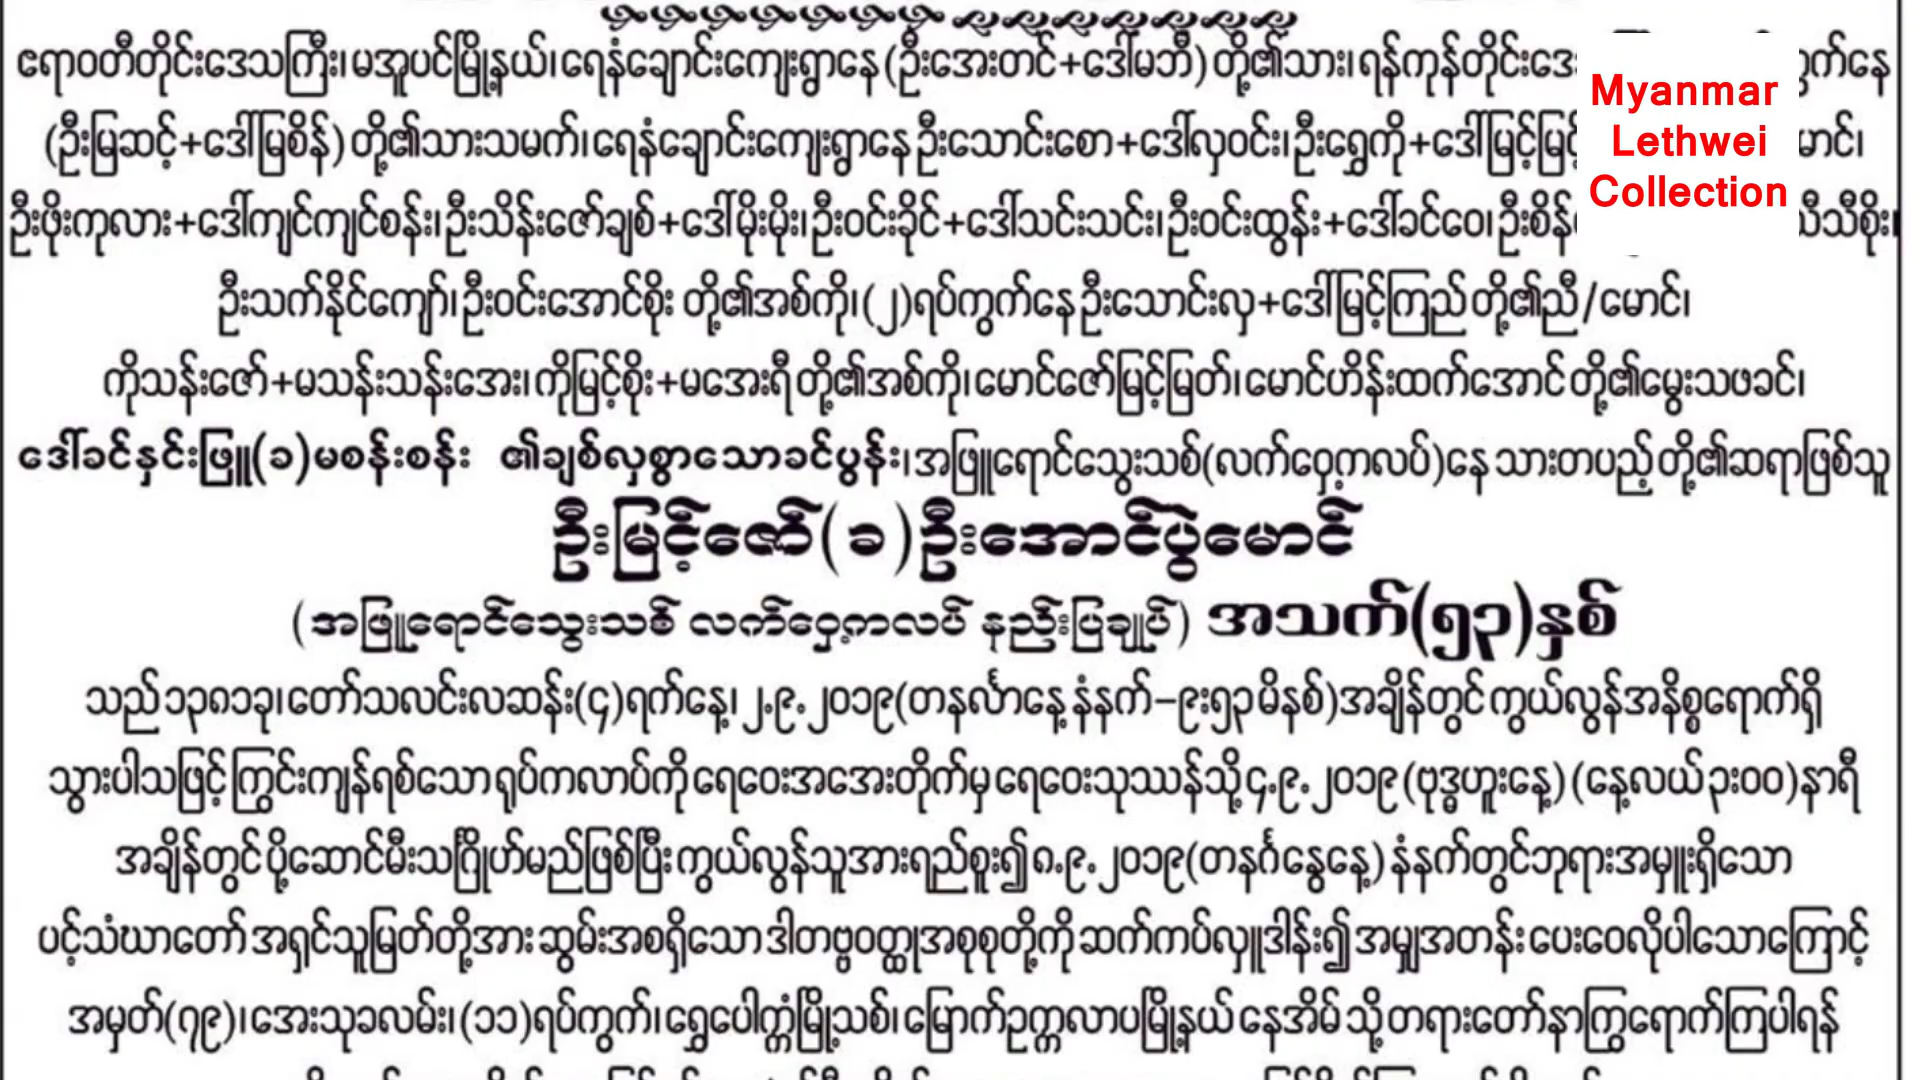 ဧရာဝတီတိုင်းဒေသကြီး၊ မအူပင်မြို့နယ်၊ ရေနံချောင်းကျေးရွာနေ (ဦးအေးတင်+ဒေါ်မဘီ) တို့၏သား၊ ရန်ကုန်တိုင်း
(ဦးမြဆင့်+ဒေါ်မြစိန်) တို့၏သားသမက်၊ ရေနံချောင်းကျေးရွာနေ ဦးသောင်းစော+ဒေါ်လှဝင်း၊ ဦးရွှေကို+ဒေါ်မြင့်မြင့်
ဦးဖိုးကုလား+ဒေါ်ကျင်ကျင်စန်း၊ ဦးသိန်းဇော်ချစ်+ဒေါ်မိုးမိုး၊ ဦးဝင်းခိုင်+ဒေါ်သင်းသင်း၊ ဦးဝင်းထွန်း+ဒေါ်ခင်ဝေ၊ ဦးစိန် သီသီစိုး၊
ဦးသက်နိုင်ကျော်၊ ဦးဝင်းအောင်စိုး တို့၏အစ်ကို၊ (၂)ရပ်ကွက်နေ ဦးသောင်းလှ+ဒေါ်မြင့်ကြည် တို့၏ညီ/မောင်၊
ကိုသန်းဇော်+မသန်းသန်းအေး၊ ကိုမြင့်စိုး+မအေးရီ တို့၏အစ်ကို၊ မောင်ဇော်မြင့်မြတ်၊ မောင်ဟိန်းထက်အောင် တို့၏မွေးသဖခင်၊
ဒေါ်ခင်နှင်းဖြူ(ခ)မစန်းစန်း ၏ချစ်လှစွာသောခင်ပွန်း၊ အဖြူရောင်သွေးသစ်(လက်ဝှေ့ကလပ်)နေ သားတပည့် တို့၏ဆရာဖြစ်သူ
ဦးမြင့်ဇော်(ခ)ဦးအောင်ပွဲမောင်
(အဖြူရောင်သွေးသစ် လက်ဝှေ့ကလပ် နည်းပြချုပ်) အသက်(၅၃)နှစ်
သည် ၁၃၈၁ခု၊ တော်သလင်းလဆန်း(၄)ရက်နေ့၊ ၂.၉.၂၀၁၉(တနင်္လာနေ့ နံနက်–၉း၅၃ မိနစ်)အချိန်တွင် ကွယ်လွန်အနိစ္စရောက်ရှိ
သွားပါသဖြင့် ကြွင်းကျန်ရစ်သော ရုပ်ကလာပ်ကို ရေဝေးအအေးတိုက်မှ ရေဝေးသုဿန်သို့ ၄.၉.၂၀၁၉ (ဗုဒ္ဓဟူးနေ့) (နေ့လယ် ၃း၀၀)နာရီ
အချိန်တွင် ပို့ဆောင်မီးသဂြိုဟ်မည်ဖြစ်ပြီး ကွယ်လွန်သူအားရည်စူး၍ ၈.၉.၂၀၁၉(တနင်္ဂနွေနေ့) နံနက်တွင်ဘုရားအမှူးရှိသော
ပင့်သံဃာတော် အရှင်သူမြတ်တို့အား ဆွမ်းအစရှိသော ဒါတဗ္ဗဝတ္ထုအစုစုတို့ကို ဆက်ကပ်လှူဒါန်း၍ အမျှအတန်း ပေးဝေလိုပါသောကြောင့်
အမှတ်(၇၉)၊ အေးသုခလမ်း၊ (၁၁)ရပ်ကွက်၊ ရွှေပေါက္ကံမြို့သစ်၊ မြောက်ဥက္ကလာပမြို့နယ် နေအိမ် သို့ တရားတော်နာကြွရောက်ကြပါရန်
Myanmar
Lethwei
Collection